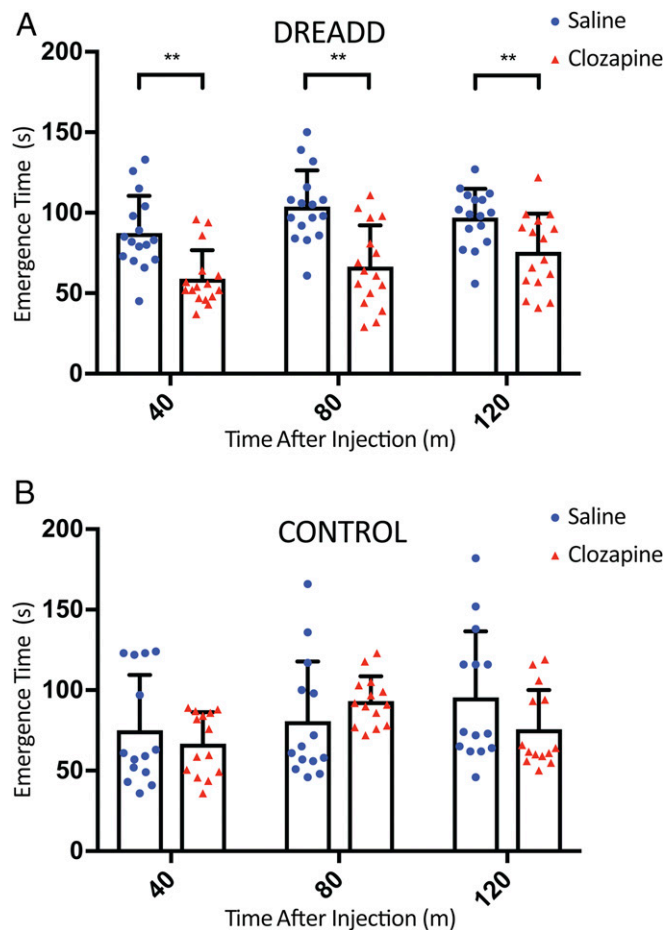 A
DREADD
Saline
Clozapine
200
150
100
50
0
Emergence Time (s)
**
**
**
40
80
120
Time After Injection (m)
B
CONTROL
Saline
Clozapine
200
150
100
50
0
Emergence Time (s)
40
80
120
Time After Injection (m)